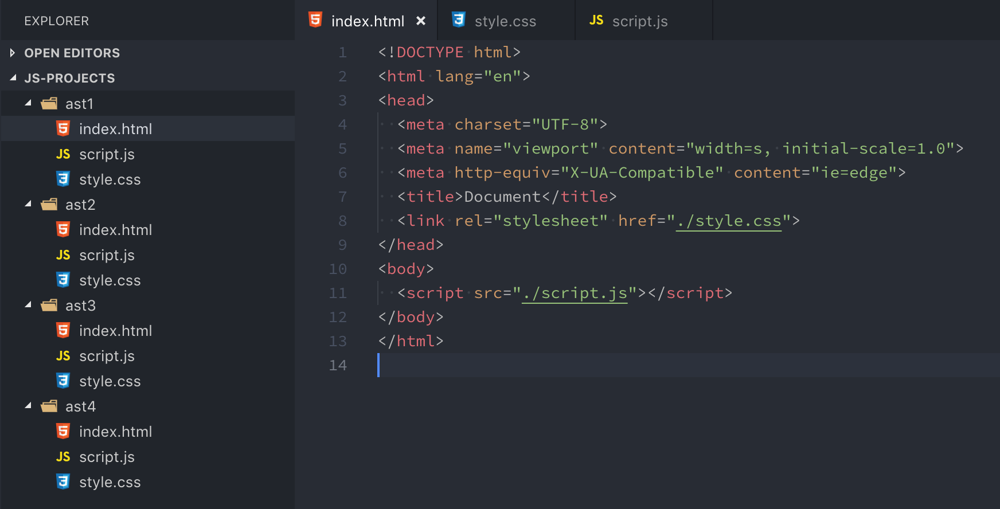 EXPLORER
OPEN EDITORS
JS-PROJECTS
ast1
index.html
JS script.js
style.css
ast2
index.html
JS script.js
style.css
ast3
index.html
JS script.js
style.css
ast4
index.html
JS script.js
style.css
index.html × style.css JS script.js
1 <!DOCTYPE html>
2 <html lang="en">
3 <head>
4   <meta charset="UTF-8">
5   <meta name="viewport" content="width=s, initial-scale=1.0">
6   <meta http-equiv="X-UA-Compatible" content="ie=edge">
7   <title>Document</title>
8   <link rel="stylesheet" href="./style.css">
9 </head>
10 <body>
11   <script src="./script.js"></script>
12 </body>
13 </html>
14